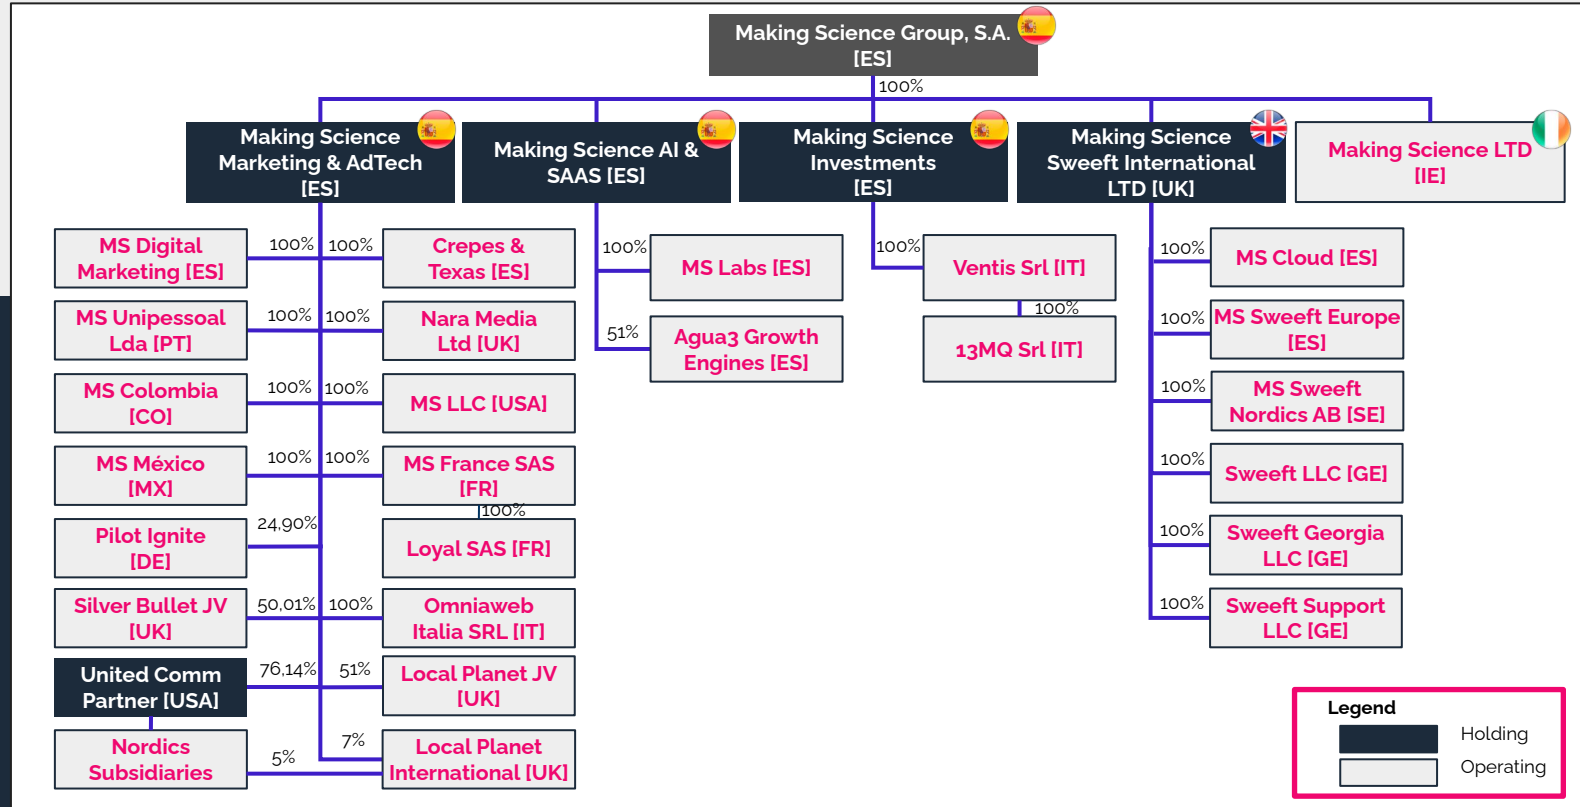 Making Science Group, S.A.
[ES]
100%
Making Science
Marketing & AdTech
[ES]
Making Science AI &
SAAS [ES]
Making Science
Investments
[ES]
Making Science
Sweeft International
LTD [UK]
Making Science LTD
[IE]
MS Digital
Marketing [ES]
100%
100%
Crepes &
Texas [ES]
MS Unipessoal
Lda [PT]
100%
100%
Nara Media
Ltd [UK]
MS Colombia
[CO]
100%
100%
MS LLC [USA]
MS México
[MX]
100%
100%
MS France SAS
[FR]
100%
Pilot Ignite
[DE]
24,90%
Loyal SAS [FR]
Silver Bullet JV
[UK]
50,01%
100%
Omniaweb
Italia SRL [IT]
United Comm
Partner [USA]
76,14%
51%
Local Planet JV
[UK]
Nordics
Subsidiaries
5%
7%
Local Planet
International [UK]
100%
MS Labs [ES]
51%
Agua3 Growth
Engines [ES]
100%
Ventis Srl [IT]
100%
13MQ Srl [IT]
100%
MS Cloud [ES]
100%
MS Sweeft Europe
[ES]
100%
MS Sweeft
Nordics AB [SE]
100%
Sweeft LLC [GE]
100%
Sweeft Georgia
LLC [GE]
100%
Sweeft Support
LLC [GE]
Legend
Holding
Operating